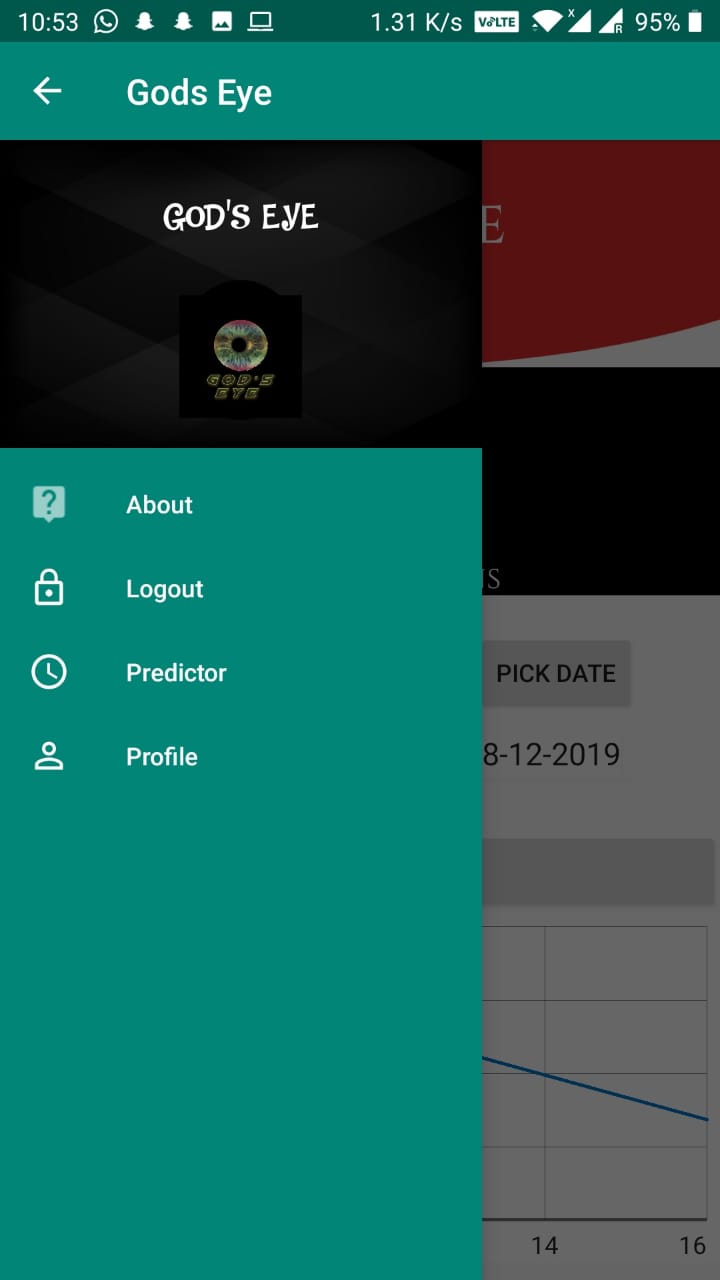 10:53 1.31 K/s VoLTE R 95%
Gods Eye
GOD'S EYE
E
GOD'S
EYE
About
NS
Logout
Predictor
PICK DATE
Profile
8-12-2019
14 16